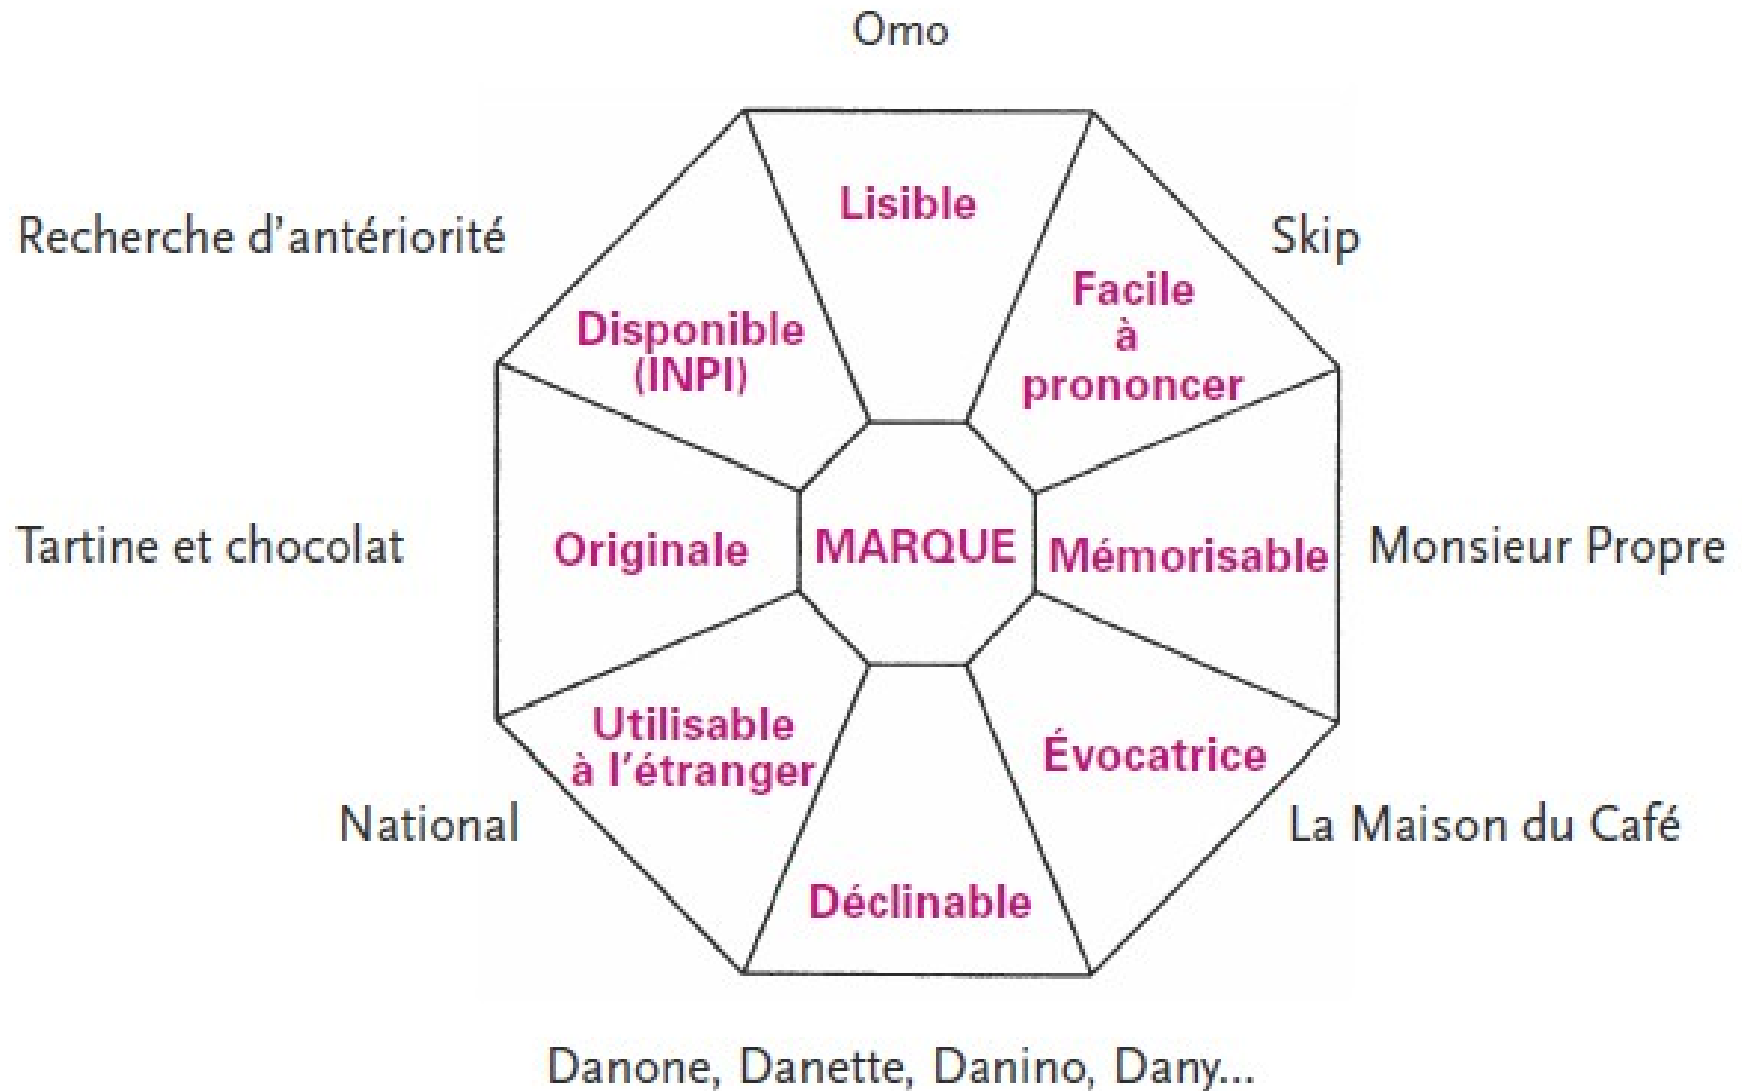 Omo
Lisible
Recherche d'antériorité
Skip
Facile
à
prononcer
Disponible
(INPI)
Tartine et chocolat
Originale
MARQUE
Mémorisable
Monsieur Propre
Utilisable
à l'étranger
Évocatrice
National
La Maison du Café
Déclinable
Danone, Danette, Danino, Dany...